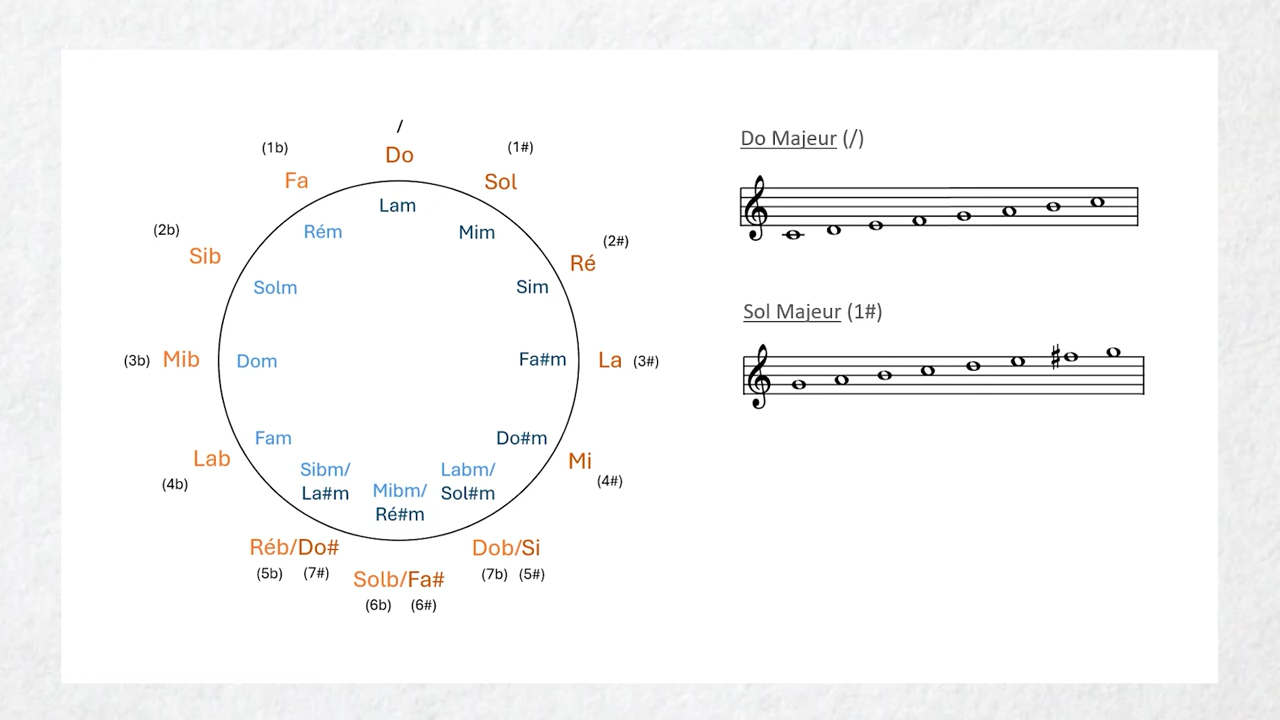 /
Do
(1b)
Fa
(1#)
Sol
Lam
Rém
Mim
(2b)
Sib
(2#)
Ré
Solm
Sim
(3b) Mib
Dom
Fa#m
La (3#)
Fam
Do#m
Lab
(4b)
Mi
(4#)
Sibm/
La#m
Mibm/
Ré#m
Labm/
Sol#m
Réb/Do#
(5b) (7#)
Solb/Fa#
(6b) (6#)
Dob/Si
(7b) (5#)
Do Majeur (/)
Sol Majeur (1#)